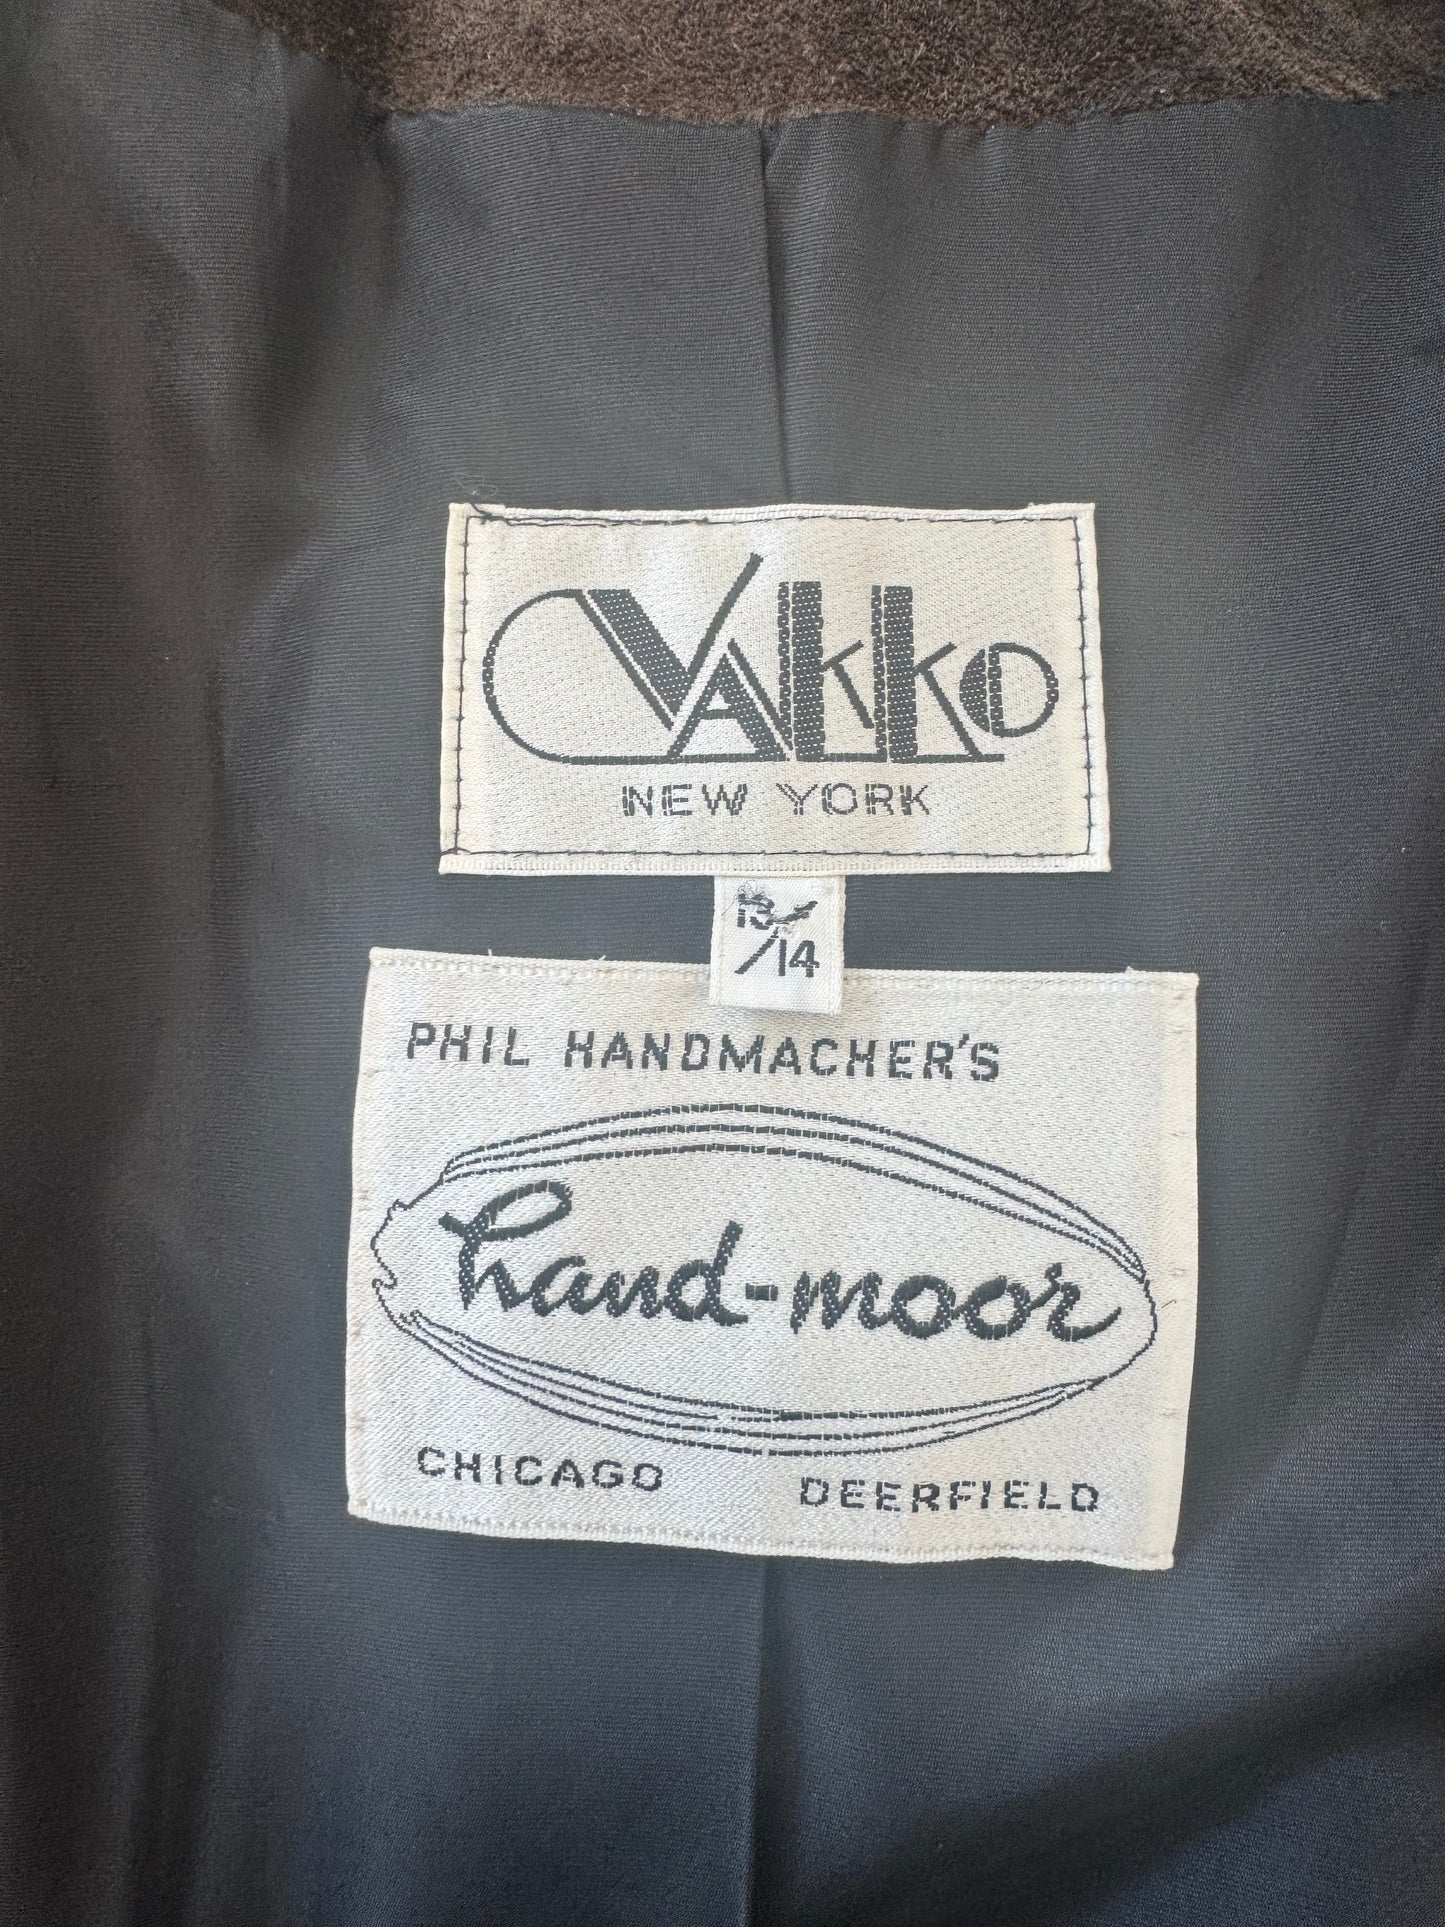 VAKKO
NEW YORK
13/14
PHIL HANDMACHER'S
hand-moor
CHICAGO DEERFIELD